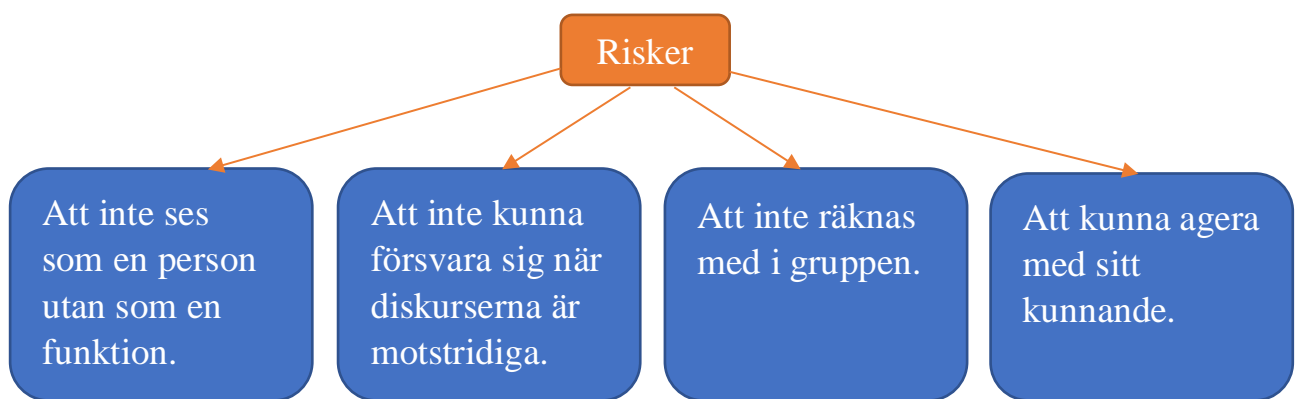 Risker
Att inte ses
som en person
utan som en
funktion.
Att inte kunna
försvara sig när
diskurserna är
motstridiga.
Att inte räknas
med i gruppen.
Att kunna agera
med sitt
kunnande.